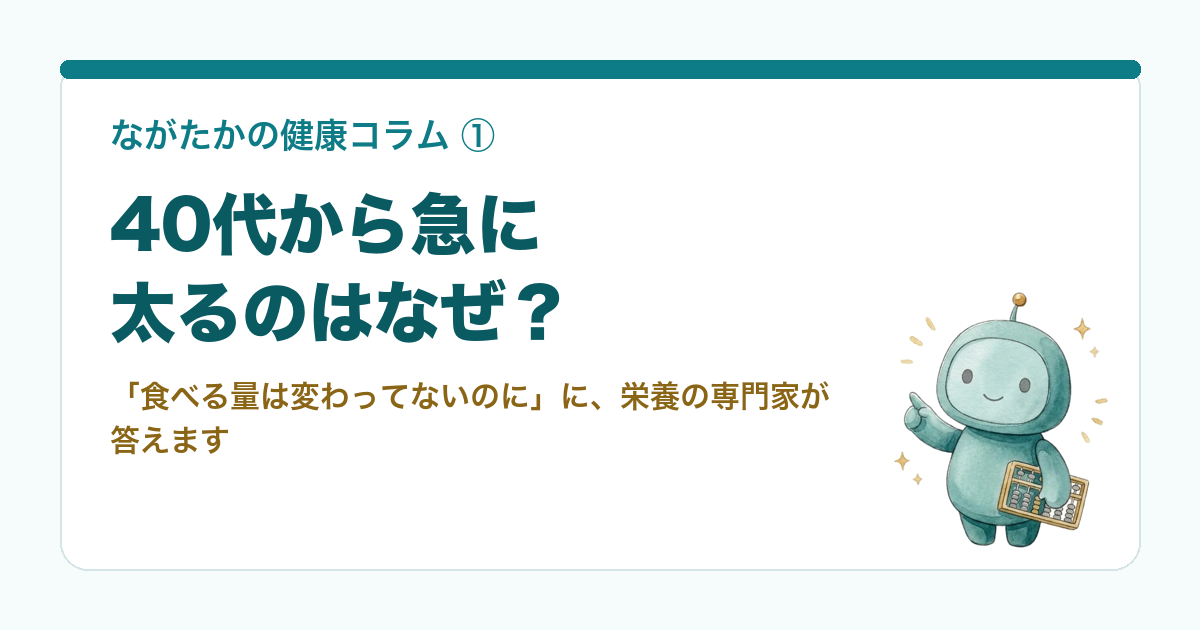 ながたかの健康コラム ①
40代から急に
太るのはなぜ？
「食べる量は変わってないのに」に、栄養の専門家が
答えます